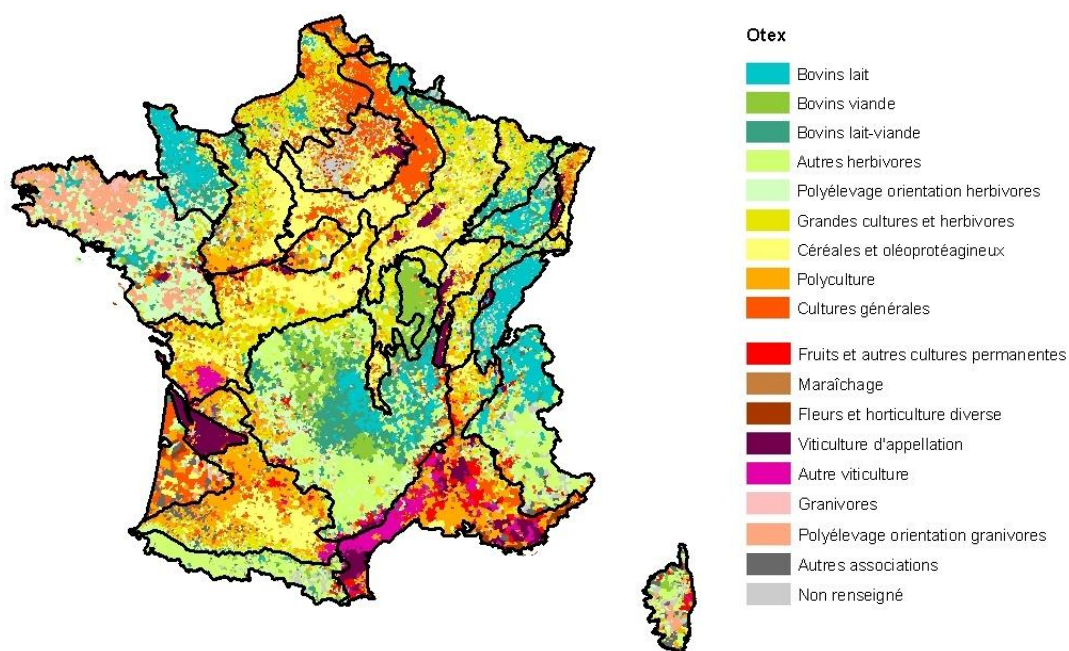 Otex
Bovins lait
Bovins viande
Bovins lait-viande
Autres herbivores
Polyélevage orientation herbivores
Grandes cultures et herbivores
Céréales et oléoprotéagineux
Polyculture
Cultures générales
Fruits et autres cultures permanentes
Maraîchage
Fleurs et horticulture diverse
Viticulture d'appellation
Autre viticulture
Granivores
Polyélevage orientation granivores
Autres associations
Non renseigné